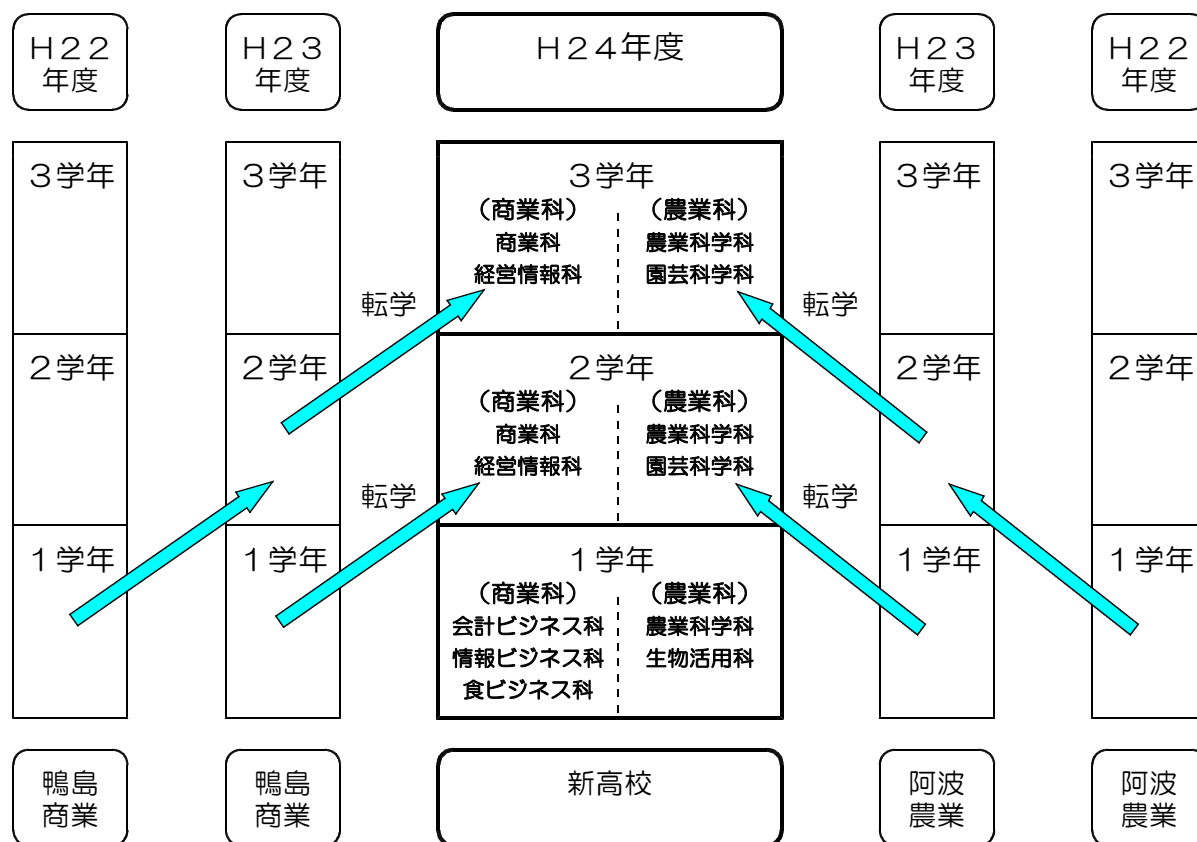 H22
年度
H23
年度
H24年度
H23
年度
H22
年度
3学年
3学年
3学年
(商業科)
商業科
経営情報科
(農業科)
農業科学科
園芸科学科
3学年
3学年
転学
転学
2学年
2学年
2学年
(商業科)
商業科
経営情報科
(農業科)
農業科学科
園芸科学科
2学年
2学年
転学
転学
1学年
1学年
1学年
(商業科)
会計ビジネス科
情報ビジネス科
食ビジネス科
(農業科)
農業科学科
生物活用科
1学年
1学年
鴨島
商業
鴨島
商業
新高校
阿波
農業
阿波
農業